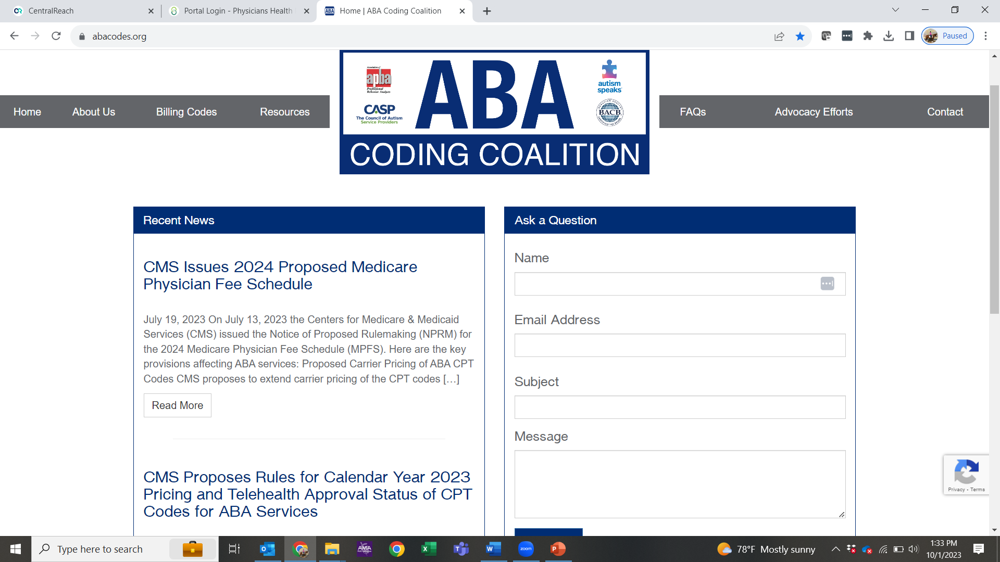 CentralReach
Portal Login - Physicians Health
Home | ABA Coding Coalition
abacodes.org
Paused
Home
About Us
Billing Codes
Resources
Association of
apba
Professional
Behavior Analysts
CASP
The Council of Autism
Service Providers
ABA
autism
speaks
BACB
CODING COALITION
FAQs
Advocacy Efforts
Contact
Recent News
CMS Issues 2024 Proposed Medicare
Physician Fee Schedule
July 19, 2023 On July 13, 2023 the Centers for Medicare & Medicaid
Services (CMS) issued the Notice of Proposed Rulemaking (NPRM) for
the 2024 Medicare Physician Fee Schedule (MPFS). Here are the key
provisions affecting ABA services: Proposed Carrier Pricing of ABA CPT
Codes CMS proposes to extend carrier pricing of the CPT codes […]
Read More
CMS Proposes Rules for Calendar Year 2023
Pricing and Telehealth Approval Status of CPT
Codes for ABA Services
Ask a Question
Name
Email Address
Subject
Message
Privacy - Terms
Type here to search
AMA
zoom
78°F Mostly sunny
1:33 PM
10/1/2023